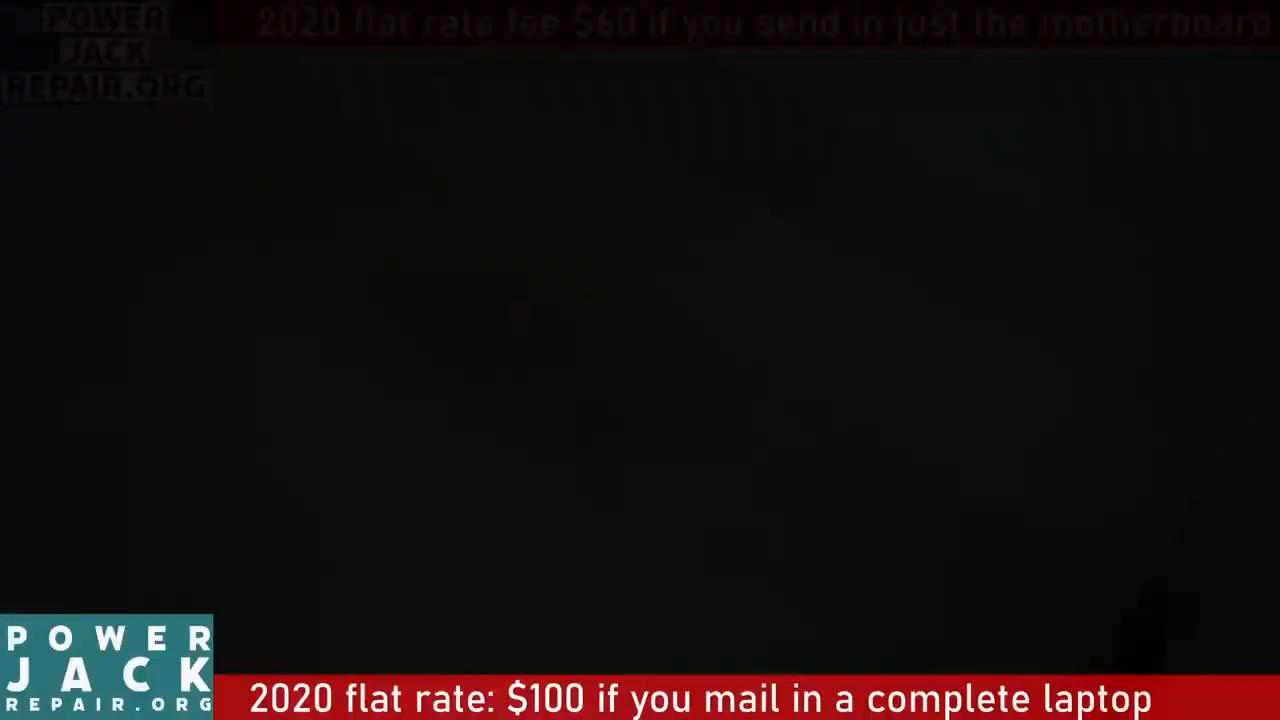 POWER
JACK
REPAIR.ORG
2020 flat rate fee $60 if you send in just the motherboard
POWER
JACK
REPAIR.ORG
2020 flat rate: $100 if you mail in a complete laptop